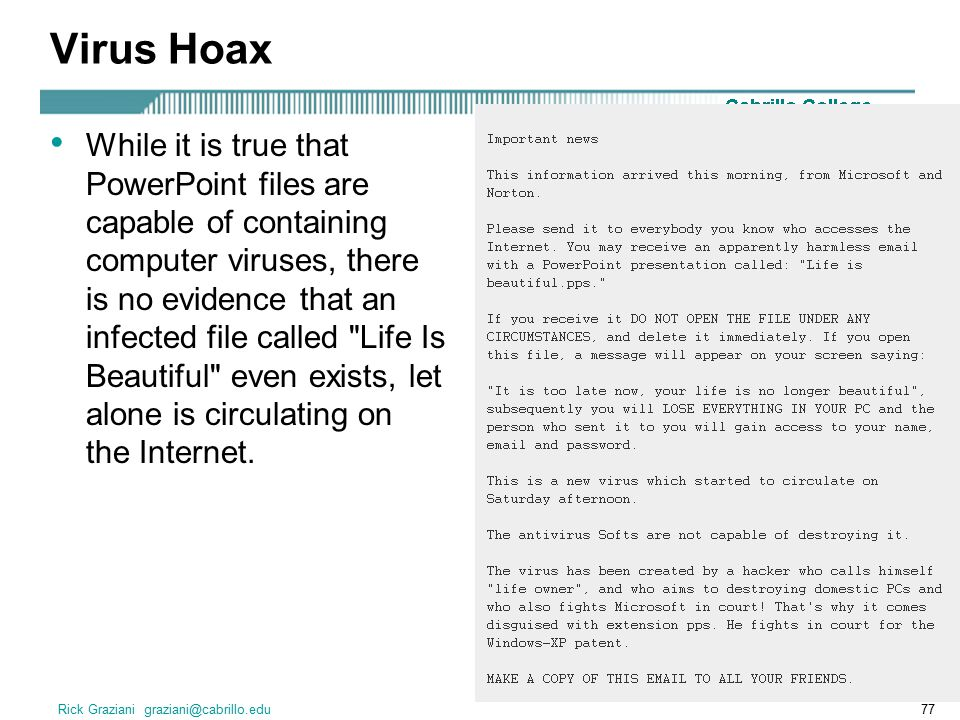 Virus Hoax
Cabrillo College
• While it is true that
PowerPoint files are
capable of containing
computer viruses, there
is no evidence that an
infected file called "Life Is
Beautiful" even exists, let
alone is circulating on
the Internet.
Important news
This information arrived this morning, from Microsoft and
Norton.
Please send it to everybody you know who accesses the
Internet. You may receive an apparently harmless email
with a PowerPoint presentation called: "Life is
beautiful.pps."
If you receive it DO NOT OPEN THE FILE UNDER ANY
CIRCUMSTANCES, and delete it immediately. If you open
this file, a message will appear on your screen saying:
"It is too late now, your life is no longer beautiful",
subsequently you will LOSE EVERYTHING IN YOUR PC and the
person who sent it to you will gain access to your name,
email and password.
This is a new virus which started to circulate on
Saturday afternoon.
The antivirus Softs are not capable of destroying it.
The virus has been created by a hacker who calls himself
"life owner", and who aims to destroying domestic PCs and
who also fights Microsoft in court! That's why it comes
disguised with extension pps. He fights in court for the
Windows-XP patent.
MAKE A COPY OF THIS EMAIL TO ALL YOUR FRIENDS.
Rick Graziani graziani@cabrillo.edu
77